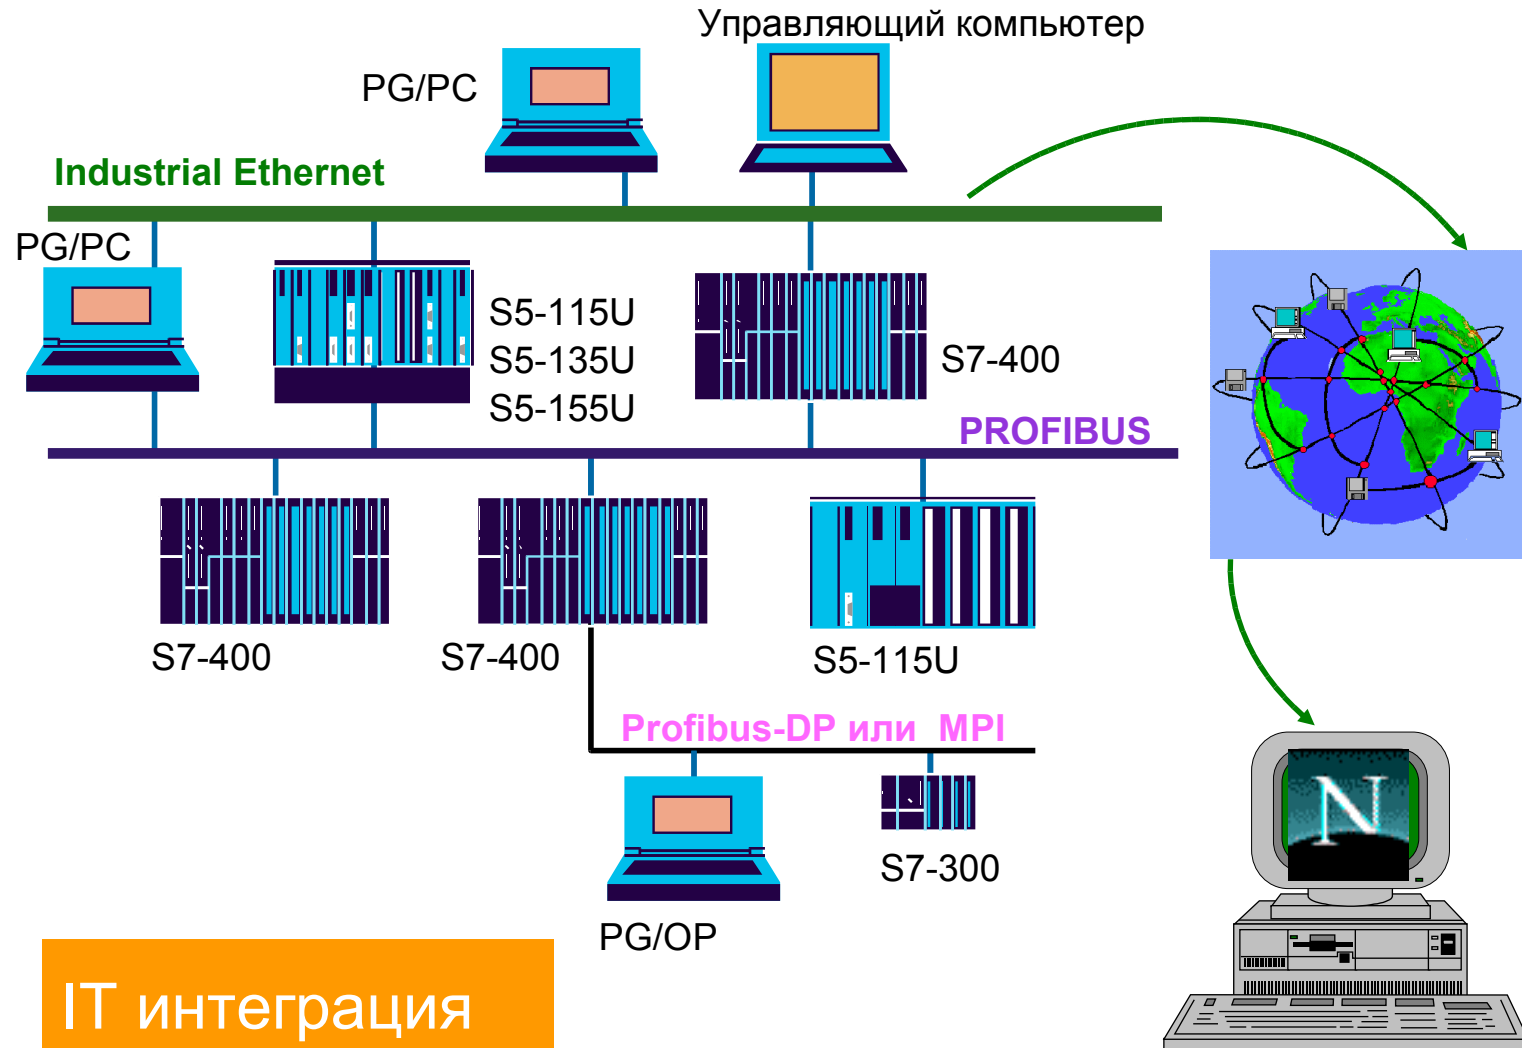 Управляющий компьютер
PG/PC
Industrial Ethernet
PG/PC
S5-115U
S5-135U
S5-155U
S7-400
PROFIBUS
S7-400
S7-400
S5-115U
Profibus-DP или MPI
S7-300
PG/OP
N
IT интеграция